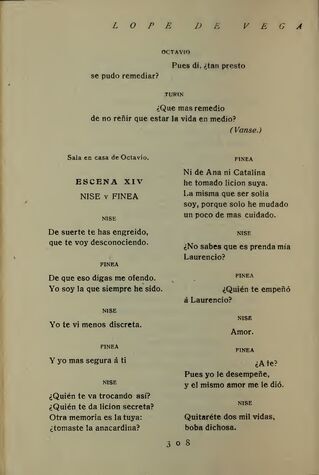 LOPE DE VEGA
OCTAVIO
Pues di. ¿tan presto
se pudo remediar?
TURIN
¿Que mas remedio
de no reñir que estar la vida en medio?
(Vanse.)
Sala en casa de Octavio.
ESCENA XIV
NISE Y FINEA
NISE
De suerte te has engreido,
que te voy desconociendo.
FINEA
De que eso digas me ofendo.
Yo soy la que siempre he sido.
NISE
Yo te vi menos discreta.
FINEA
Y yo mas segura á ti
NISE
¿Quién te va trocando así?
¿Quién te da licion secreta?
Otra memoria es la tuya:
¿tomaste la anacardina?
FINEA
Ni de Ana ni Catalina
he tomado licion suya.
La misma que ser solia
soy, porque solo he mudado
un poco de mas cuidado.
NISE
¿No sabes que es prenda mía
Laurencio?
FINEA
¿Quién te empeñó
á Laurencio?
NISE
Amor.
FINEA
¿A te?
Pues yo le desempeñe,
y el mismo amor me le dió.
NISE
Quitaréte dos mil vidas,
boba dichosa.
308